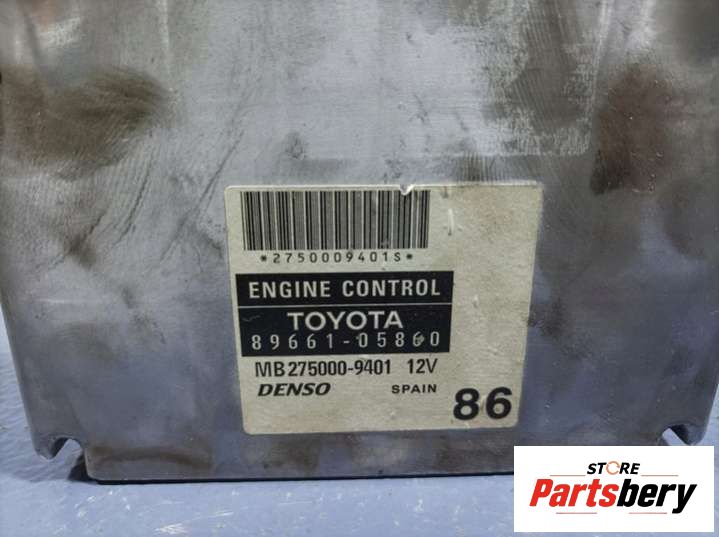 *2750009401S*
ENGINE CONTROL
TOYOTA
89661-05860
MB275000-9401 12V
DENSO SPAIN 86
STORE
Partsbery